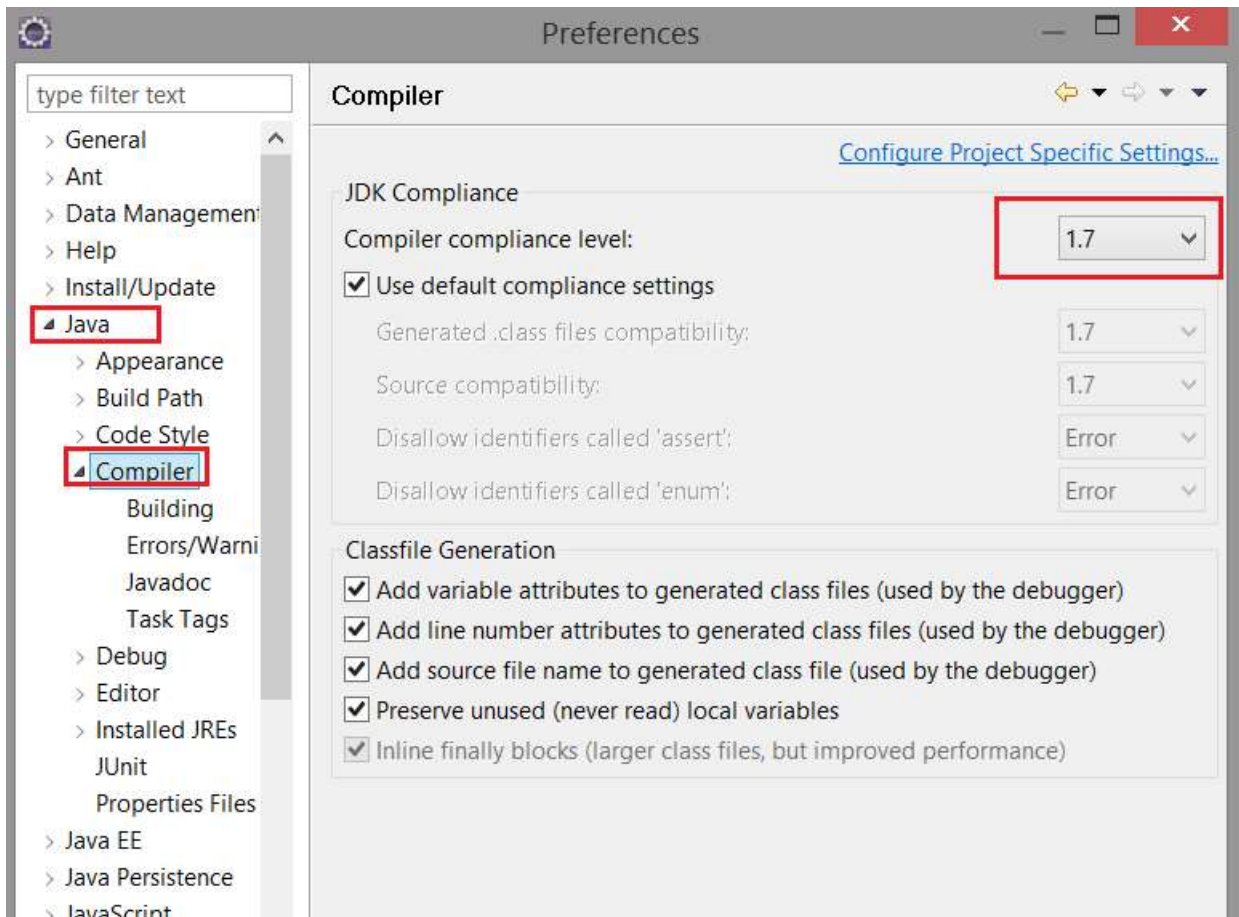 Preferences
type filter text
General
Ant
Data Managemen
Help
Install/Update
Java
Appearance
Build Path
Code Style
Compiler
Building
Errors/Warni
Javadoc
Task Tags
Debug
Editor
Installed JREs
JUnit
Properties Files
Java EE
Java Persistence
JavaScript
Compiler
Configure Project Specific Settings...
JDK Compliance
Compiler compliance level: 1.7
Use default compliance settings
Generated .class files compatibility: 1.7
Source compatibility: 1.7
Disallow identifiers called 'assert': Error
Disallow identifiers called 'enum': Error
Classfile Generation
Add variable attributes to generated class files (used by the debugger)
Add line number attributes to generated class files (used by the debugger)
Add source file name to generated class file (used by the debugger)
Preserve unused (never read) local variables
Inline finally blocks (larger class files, but improved performance)